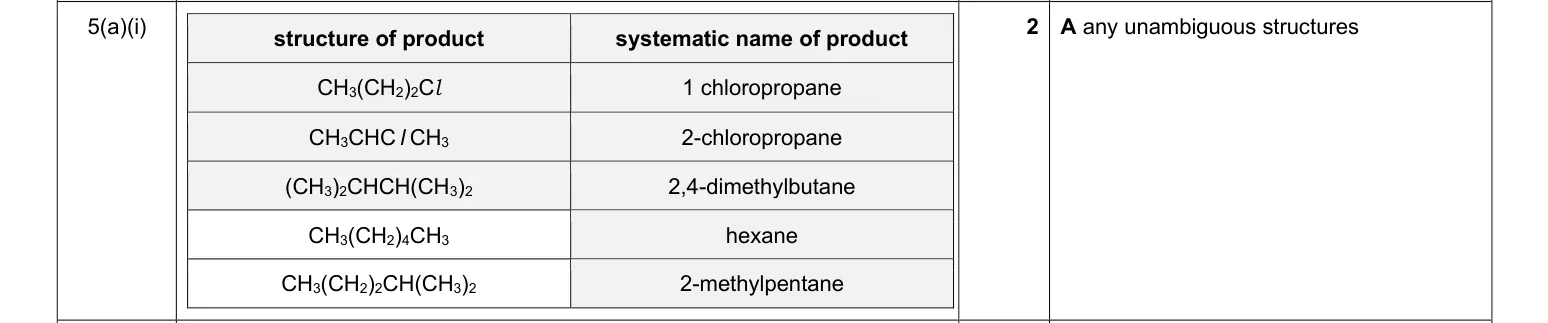 5(a)(i)
structure of product systematic name of product
CH₃(CH₂)₂Cl 1 chloropropane
CH₃CHClCH₃ 2-chloropropane
(CH₃)₂CHCH(CH₃)₂ 2,4-dimethylbutane
CH₃(CH₂)₄CH₃ hexane
CH₃(CH₂)₂CH(CH₃)₂ 2-methylpentane
2 A any unambiguous structures